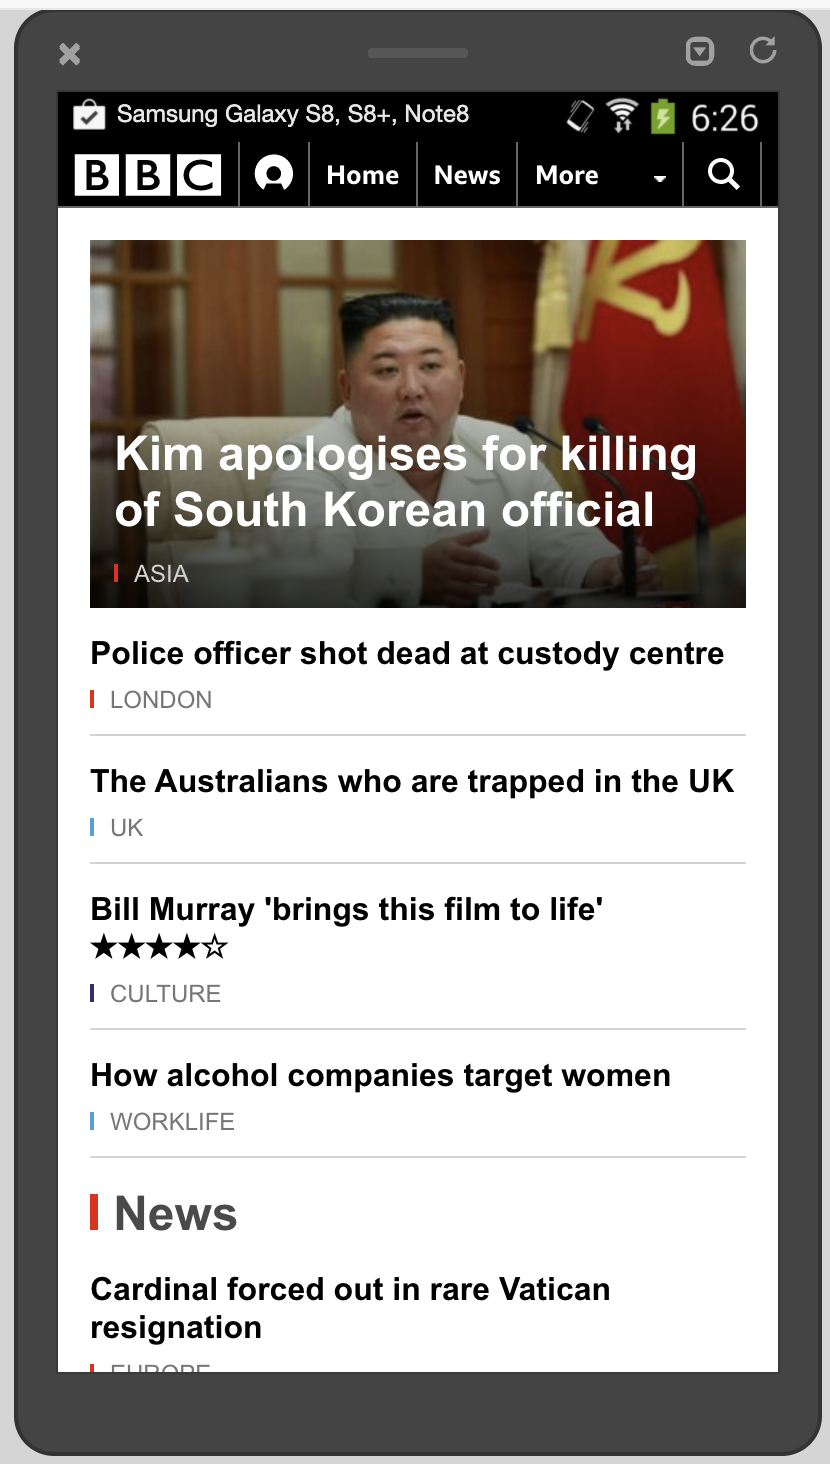 Samsung Galaxy S8, S8+, Note8 6:26
BBC Home News More
Kim apologises for killing
of South Korean official
ASIA
Police officer shot dead at custody centre
LONDON
The Australians who are trapped in the UK
UK
Bill Murray 'brings this film to life'
★★★★☆
CULTURE
How alcohol companies target women
WORKLIFE
News
Cardinal forced out in rare Vatican
resignation
EUROPE